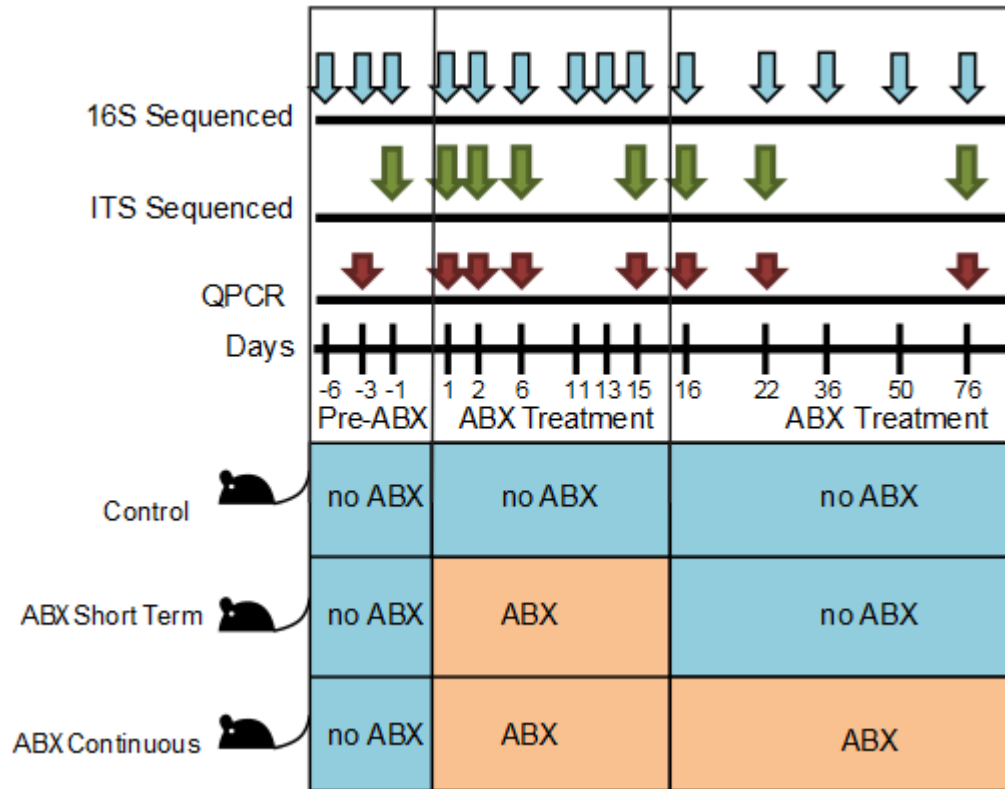 16S Sequenced
ITS Sequenced
QPCR
Days
-6 -3 -1 1 2 6 11 13 15 16 22 36 50 76
Pre-ABX ABX Treatment ABX Treatment
Control no ABX no ABX no ABX
ABX Short Term no ABX ABX no ABX
ABX Continuous no ABX ABX ABX